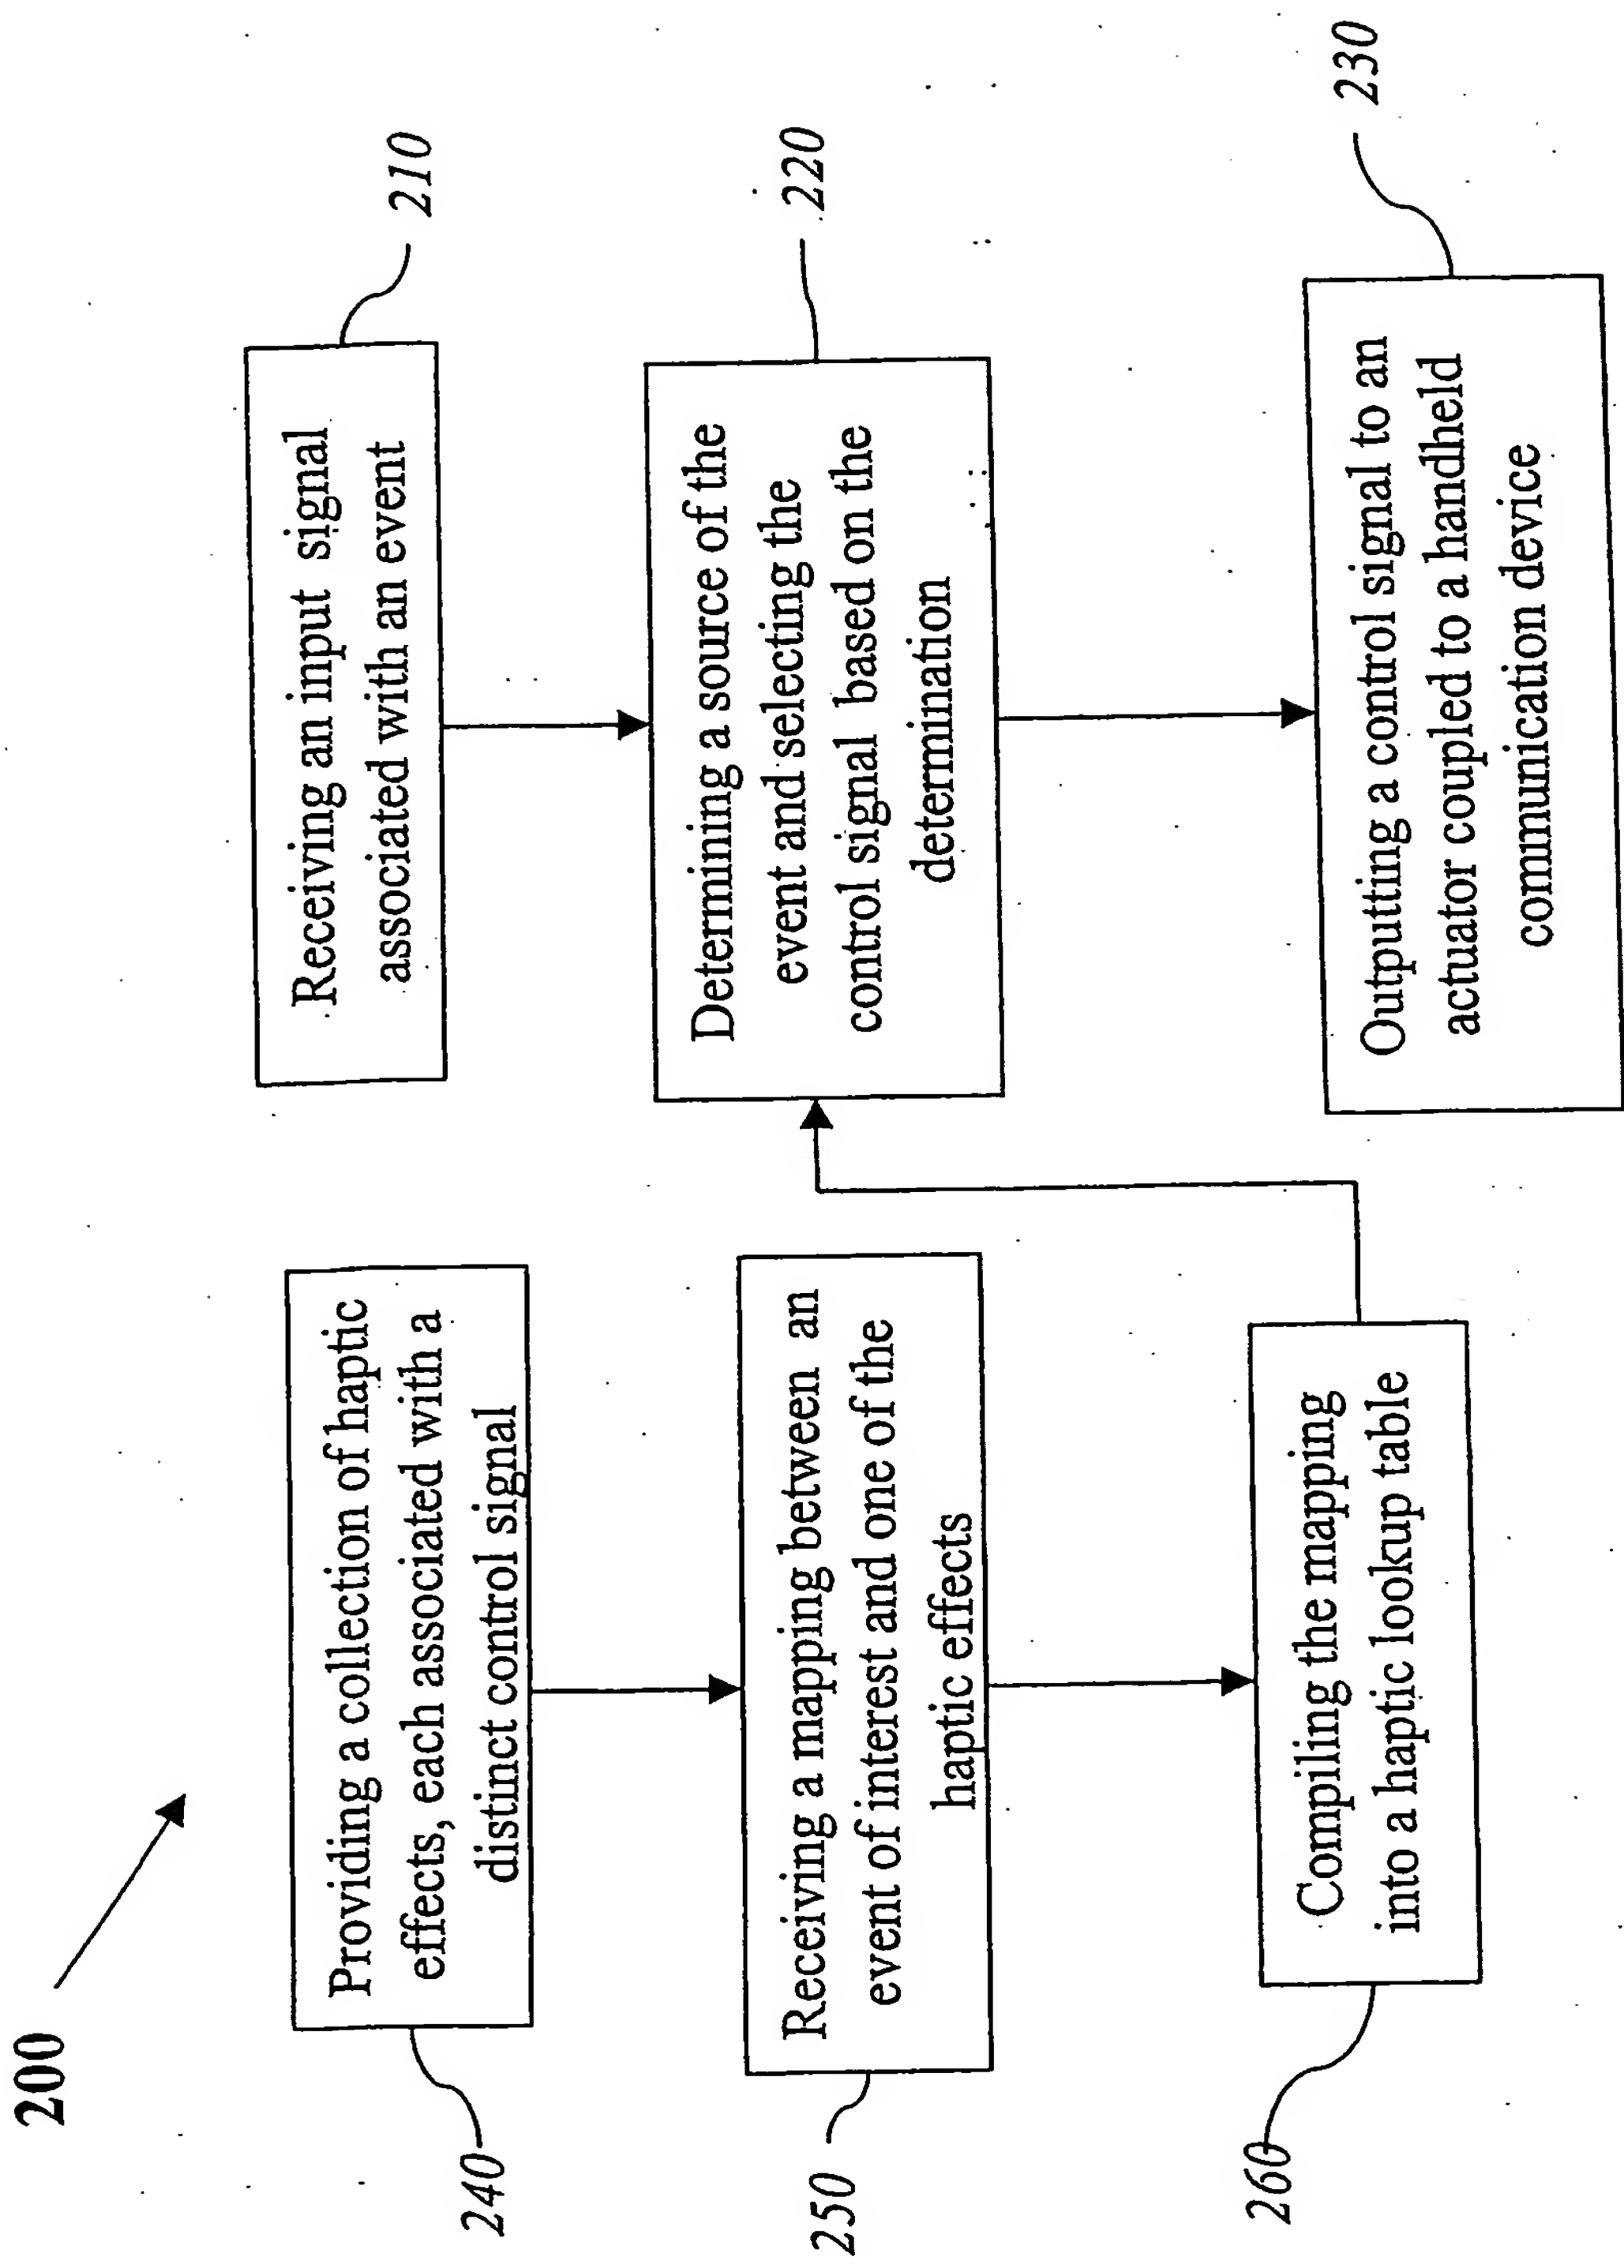 200
240
Providing a collection of haptic
effects, each associated with a
distinct control signal
250
Receiving a mapping between an
event of interest and one of the
haptic effects
260
Compiling the mapping
into a haptic lookup table
210
Receiving an input signal
associated with an event
220
Determining a source of the
event and selecting the
control signal based on the
determination
230
Outputting a control signal to an
actuator coupled to a handheld
communication device